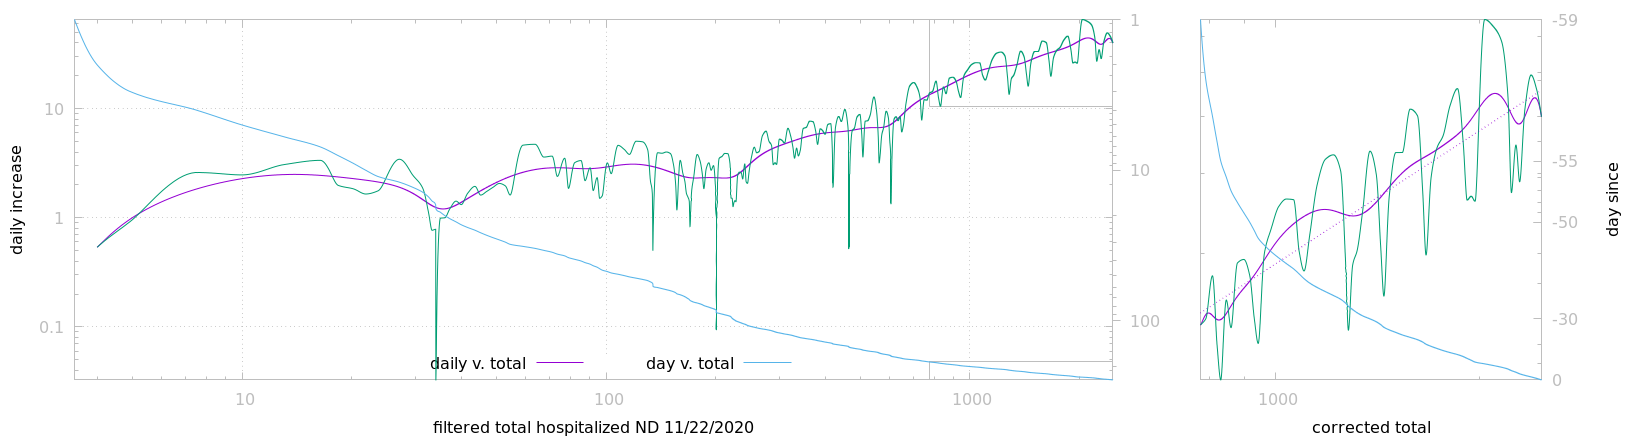 daily increase
10
1
0.1
daily v. total
day v. total
10
100
1000
filtered total hospitalized ND 11/22/2020
1
10
100
1000
corrected total
-59
-55
-50
-30
0
day since